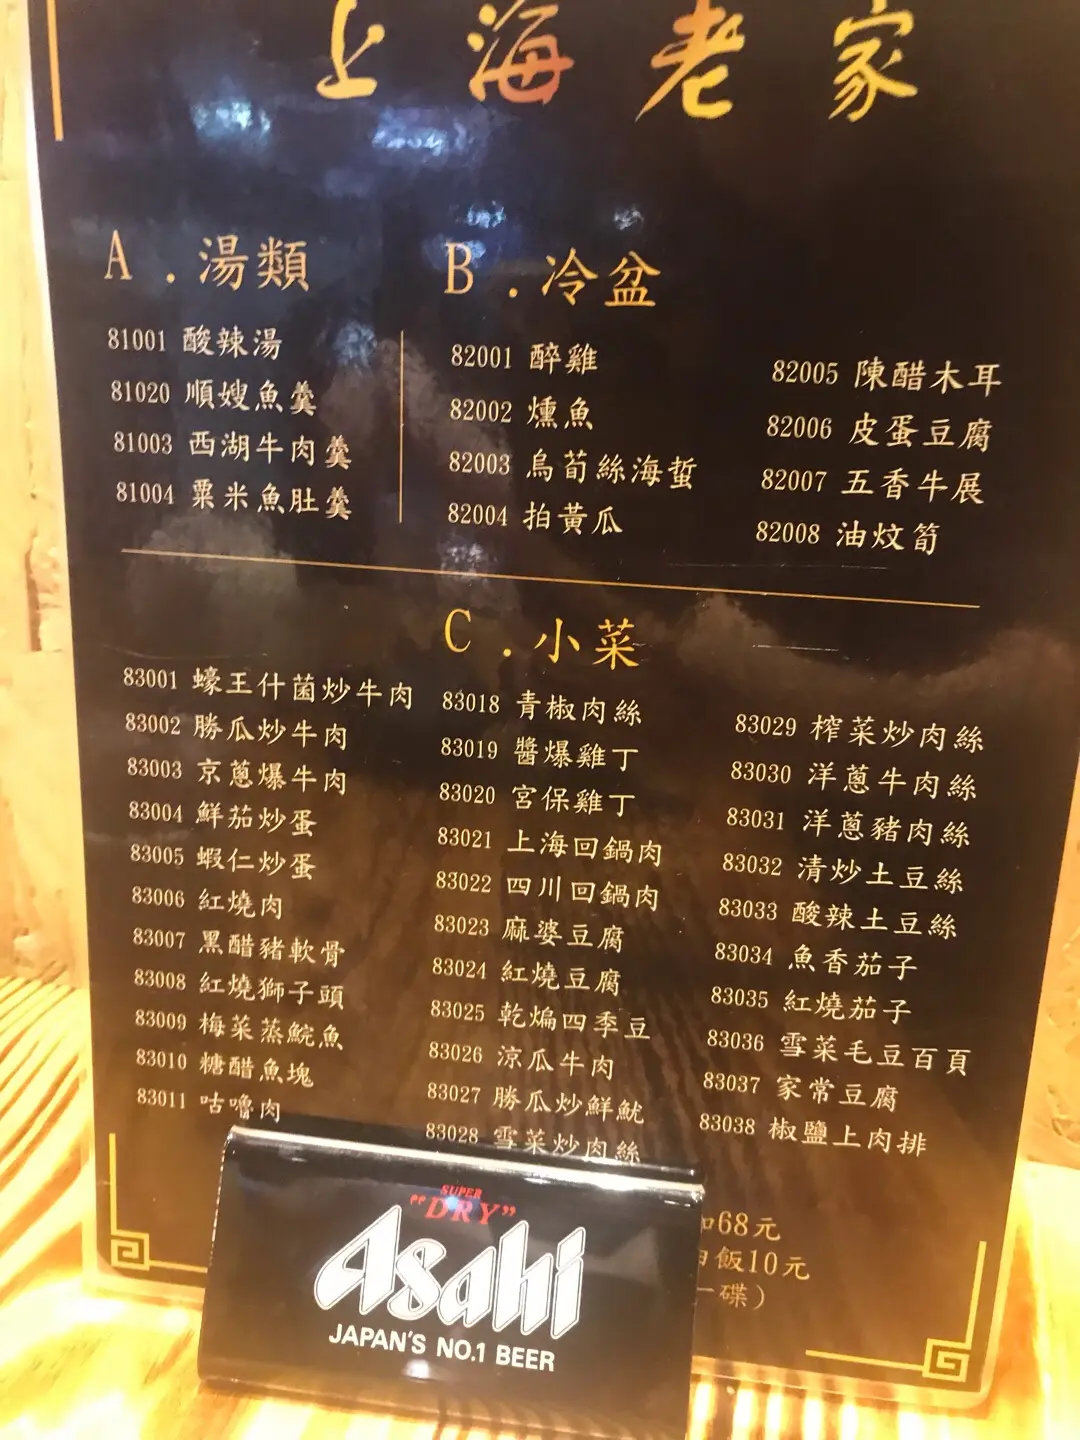 上海老家
A.湯類
81001 酸辣湯
81020 順嫂魚羹
81003 西湖牛肉羹
81004 粟米魚肚羹
B.冷盆
82001 醉雞
82002 燻魚
82003 烏荀絲海蜇
82004 拍黃瓜
82005 陳醋木耳
82006 皮蛋豆腐
82007 五香牛展
82008 油炆筍
C.小菜
83001 蠔王什菌炒牛肉
83002 勝瓜炒牛肉
83003 京蔥爆牛肉
83004 鮮茄炒蛋
83005 蝦仁炒蛋
83006 紅燒肉
83007 黑醋豬軟骨
83008 紅燒獅子頭
83009 梅菜蒸鯇魚
83010 糖醋魚塊
83011 咕嚕肉
83018 青椒肉絲
83019 醬爆雞丁
83020 宮保雞丁
83021 上海回鍋肉
83022 四川回鍋肉
83023 麻婆豆腐
83024 紅燒豆腐
83025 乾煸四季豆
83026 涼瓜牛肉
83027 勝瓜炒鮮魷
83028 雪菜炒肉絲
83029 榨菜炒肉絲
83030 洋蔥牛肉絲
83031 洋蔥豬肉絲
83032 清炒土豆絲
83033 酸辣土豆絲
83034 魚香茄子
83035 紅燒茄子
83036 雪菜毛豆百頁
83037 家常豆腐
83038 椒鹽上肉排
68元
飯10元
一碟）
SUPER
"DRY"
Asahi
JAPAN'S NO.1 BEER